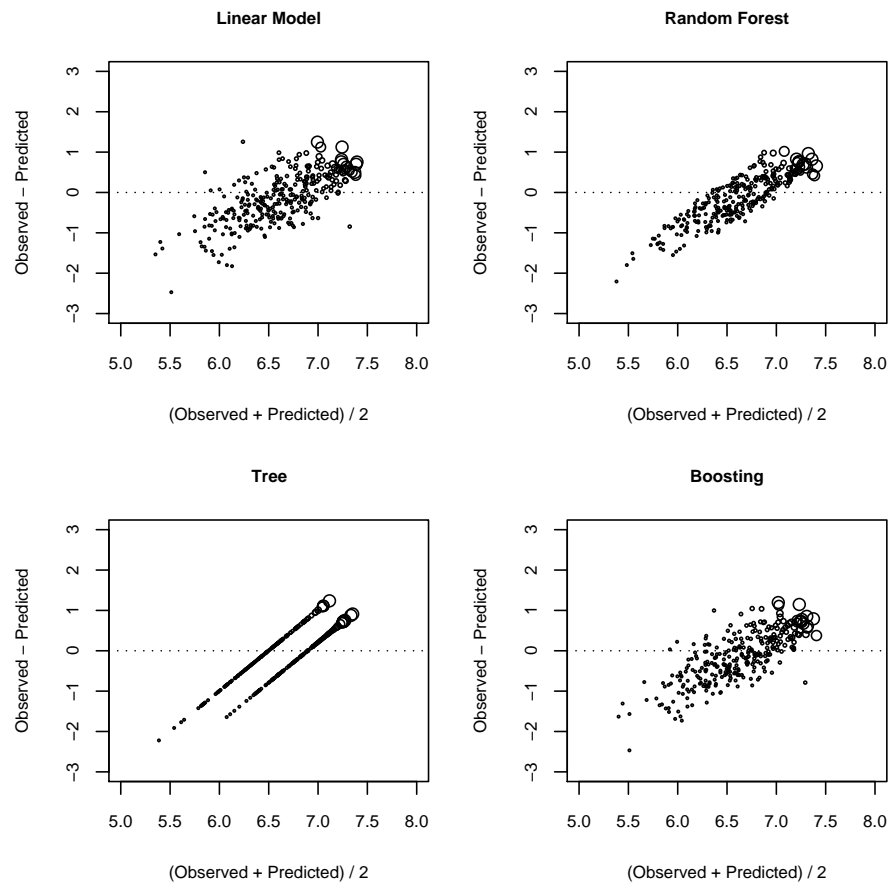 Linear Model
Observed − Predicted
3
2
1
0
−1
−2
−3
5.0 5.5 6.0 6.5 7.0 7.5 8.0
(Observed + Predicted) / 2
Random Forest
Observed − Predicted
3
2
1
0
−1
−2
−3
5.0 5.5 6.0 6.5 7.0 7.5 8.0
(Observed + Predicted) / 2
Tree
Observed − Predicted
3
2
1
0
−1
−2
−3
5.0 5.5 6.0 6.5 7.0 7.5 8.0
(Observed + Predicted) / 2
Boosting
Observed − Predicted
3
2
1
0
−1
−2
−3
5.0 5.5 6.0 6.5 7.0 7.5 8.0
(Observed + Predicted) / 2